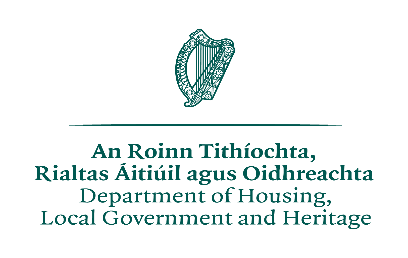 An Roinn Tithíochta,
Rialtas Áitiúil agus Oidhreachta
Department of Housing,
Local Government and Heritage